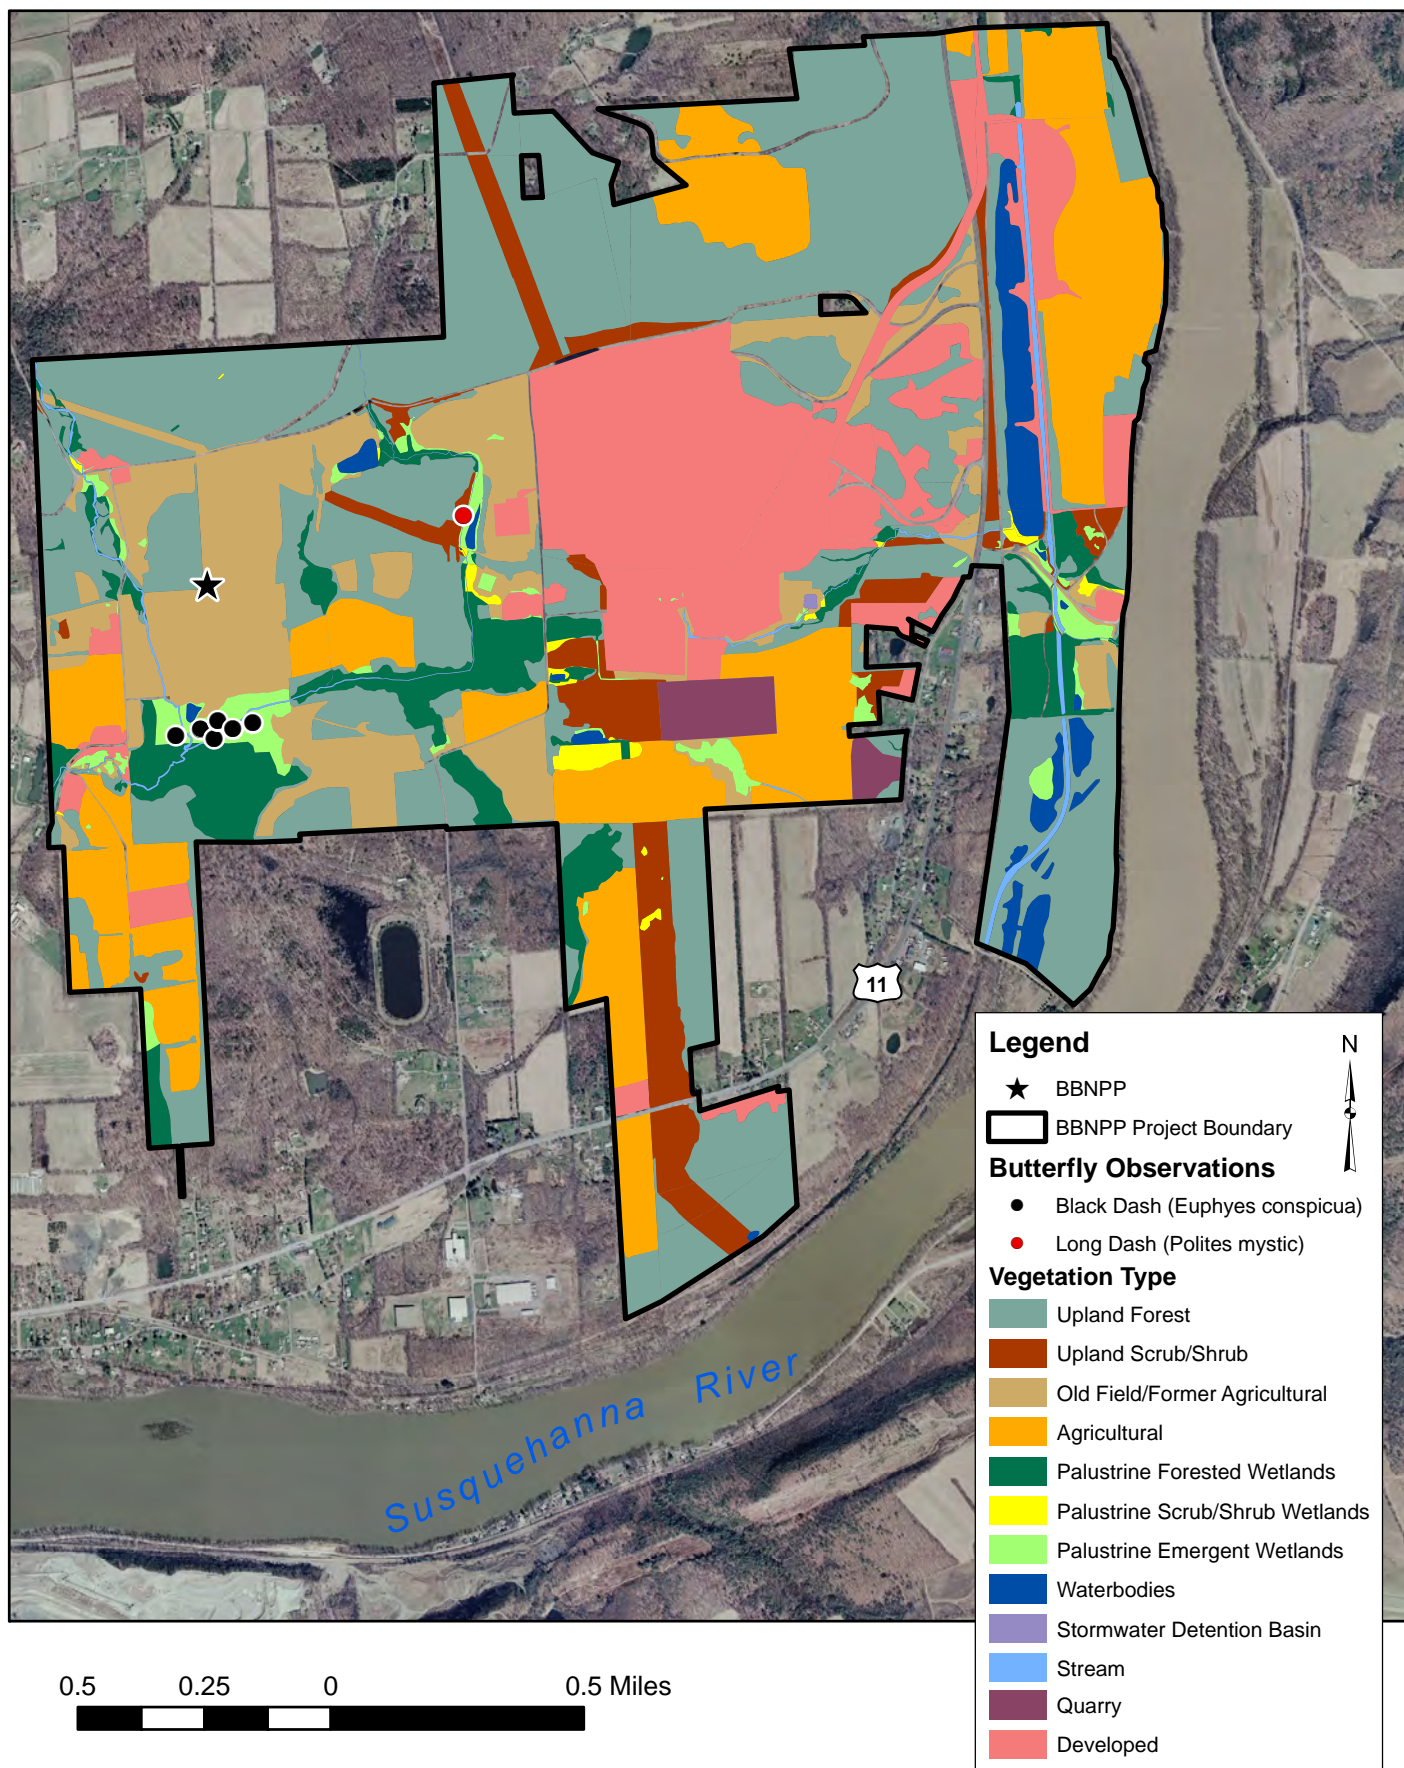 11
Susquehanna River
Legend
N
BBNPP
BBNPP Project Boundary
Butterfly Observations
Black Dash (Euphyes conspicua)
Long Dash (Polites mystic)
Vegetation Type
Upland Forest
Upland Scrub/Shrub
Old Field/Former Agricultural
Agricultural
Palustrine Forested Wetlands
Palustrine Scrub/Shrub Wetlands
Palustrine Emergent Wetlands
Waterbodies
Stormwater Detention Basin
Stream
Quarry
Developed
0.5 0.25 0 0.5 Miles